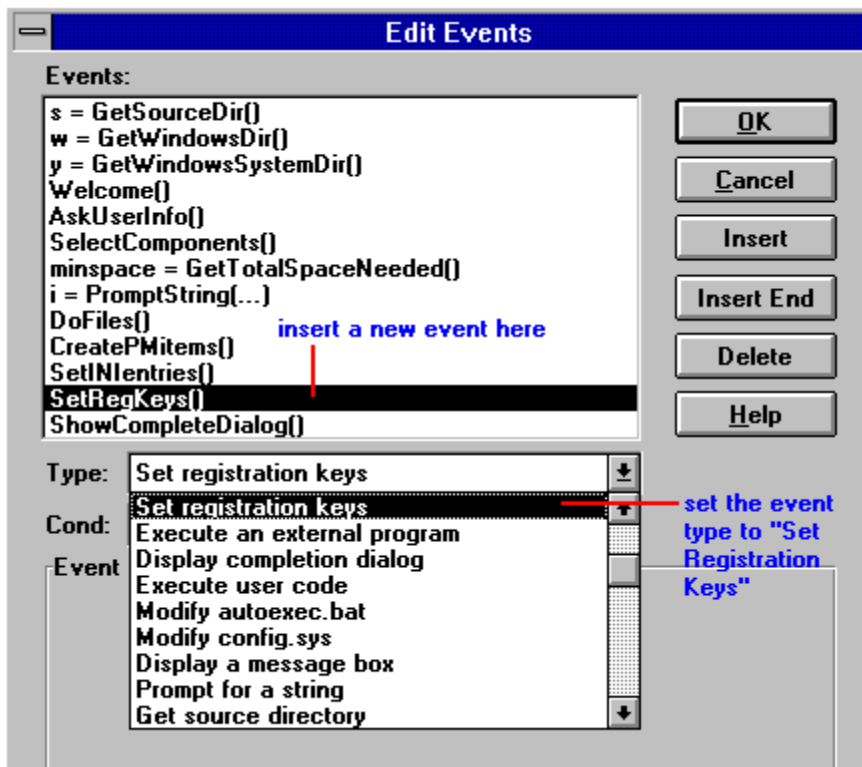 Edit Events
Events:
s = GetSourceDir()
w = GetWindowsDir()
y = GetWindowsSystemDir()
Welcome()
AskUserInfo()
SelectComponents()
minspace = GetTotalSpaceNeeded()
i = PromptString(...)
DoFiles()
CreatePMitems()
SetINIentries()
SetRegKeys()
ShowCompleteDialog()
insert a new event here
OK
Cancel
Insert
Insert End
Delete
Help
Type:
Set registration keys
Set registration keys
Execute an external program
Display completion dialog
Execute user code
Modify autoexec.bat
Modify config.sys
Display a message box
Prompt for a string
Get source directory
Cond:
Event
set the event
type to "Set
Registration
Keys"